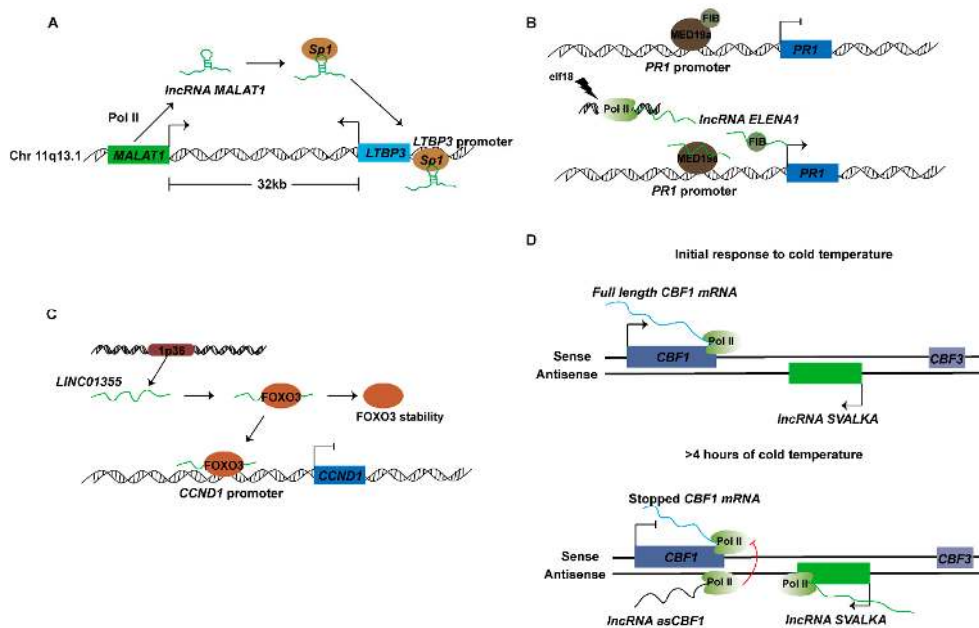 A
Sp1
lncRNA MALAT1
Pol II
LTBP3 promoter
Chr 11q13.1
MALAT1
LTBP3
Sp1
32kb
B
FIB
MED19a
PR1
PR1 promoter
elf18
Pol II
lncRNA ELENA1
FIB
MED19a
PR1
PR1 promoter
C
1p36
LINC01355
FOXO3
FOXO3 stability
FOXO3
CCND1
CCND1 promoter
D
Initial response to cold temperature
Full length CBF1 mRNA
Pol II
Sense
CBF1
CBF3
Antisense
lncRNA SVALKA
>4 hours of cold temperature
Stopped CBF1 mRNA
Pol II
Sense
CBF1
CBF3
Antisense
Pol II
Pol II
lncRNA asCBF1
lncRNA SVALKA